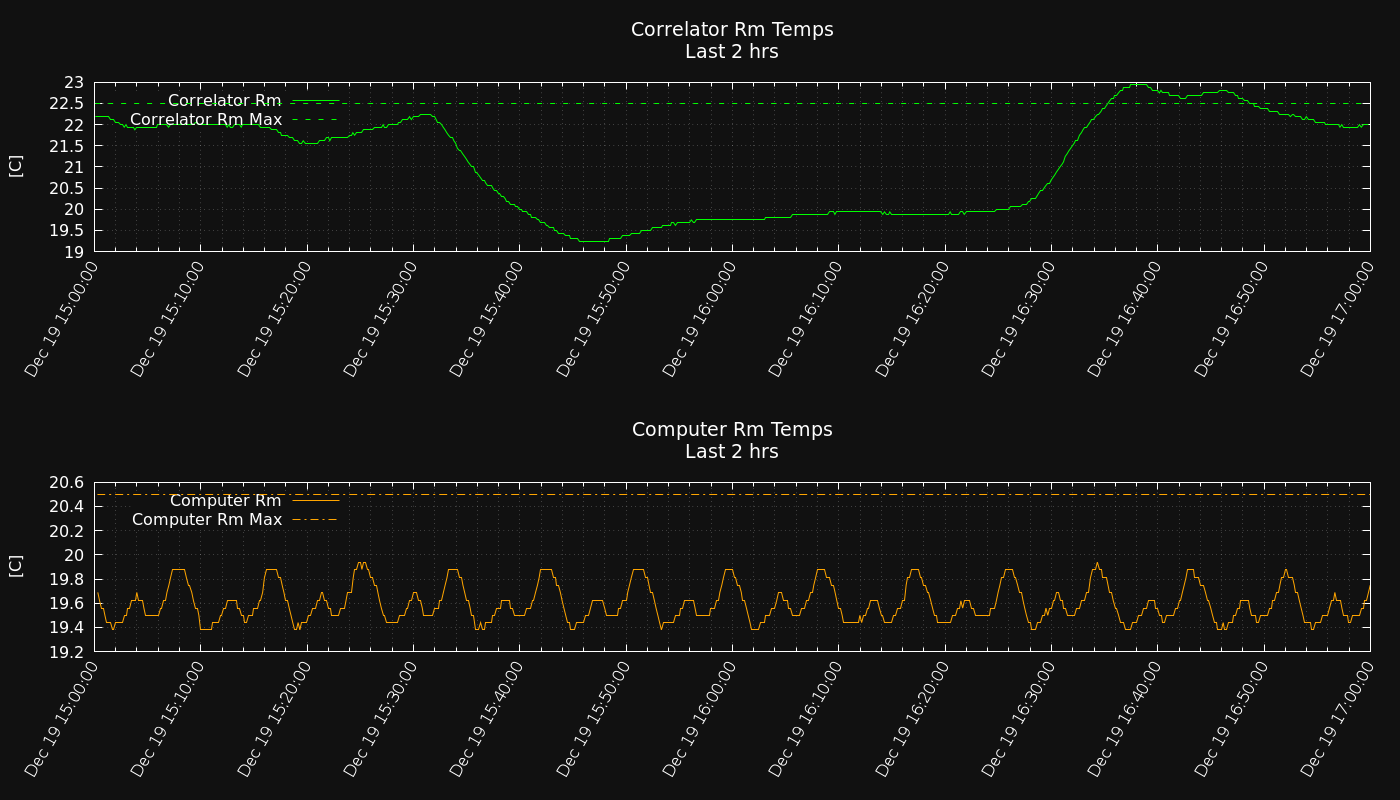 Correlator Rm Temps
Last 2 hrs
23
22.5
22
21.5
21
20.5
20
19.5
19
[C]
Correlator Rm
Correlator Rm Max
Dec 19 15:00:00
Dec 19 15:10:00
Dec 19 15:20:00
Dec 19 15:30:00
Dec 19 15:40:00
Dec 19 15:50:00
Dec 19 16:00:00
Dec 19 16:10:00
Dec 19 16:20:00
Dec 19 16:30:00
Dec 19 16:40:00
Dec 19 16:50:00
Dec 19 17:00:00
Computer Rm Temps
Last 2 hrs
20.6
20.4
20.2
20
19.8
19.6
19.4
19.2
[C]
Computer Rm
Computer Rm Max
Dec 19 15:00:00
Dec 19 15:10:00
Dec 19 15:20:00
Dec 19 15:30:00
Dec 19 15:40:00
Dec 19 15:50:00
Dec 19 16:00:00
Dec 19 16:10:00
Dec 19 16:20:00
Dec 19 16:30:00
Dec 19 16:40:00
Dec 19 16:50:00
Dec 19 17:00:00